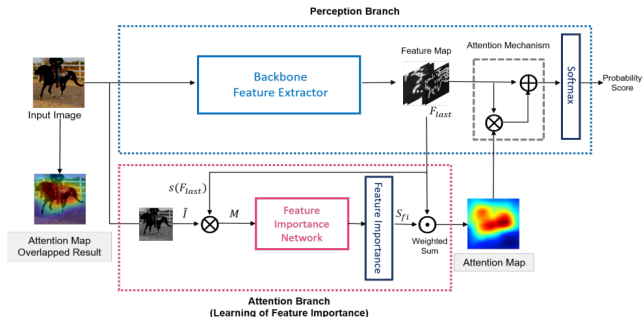 Perception Branch
Input Image
Backbone
Feature Extractor
Feature Map
F_last
Attention Mechanism
Softmax
Probability
Score
Attention Map
Overlapped Result
s(F_last)
Ĩ
M
Feature
Importance
Network
Feature Importance
S_fi
Weighted
Sum
Attention Map
Attention Branch
(Learning of Feature Importance)